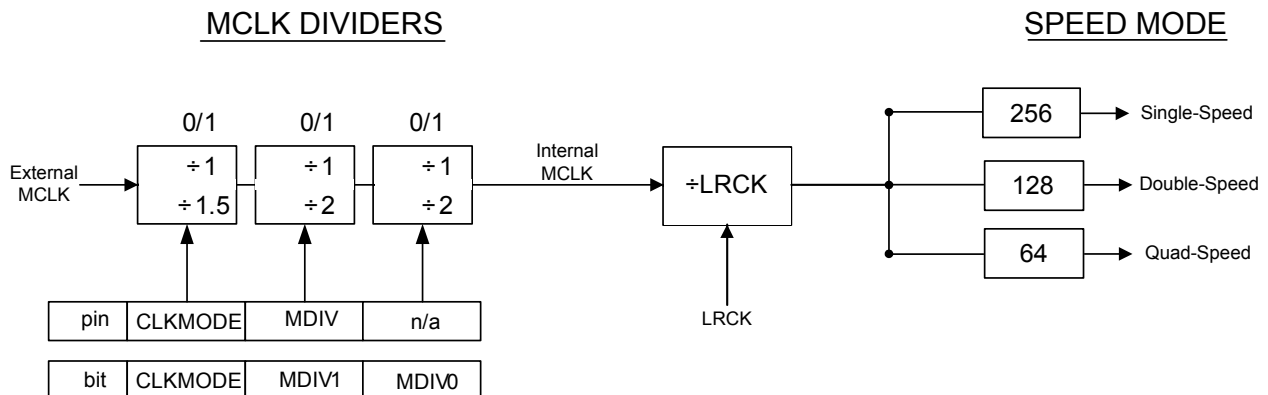 MCLK DIVIDERS
SPEED MODE
0/1 0/1 0/1
External
MCLK
÷1
÷1.5
÷1
÷2
÷1
÷2
Internal
MCLK
÷LRCK
LRCK
256
Single-Speed
128
Double-Speed
64
Quad-Speed
pin CLKMODE MDIV n/a
bit CLKMODE MDIV1 MDIV0